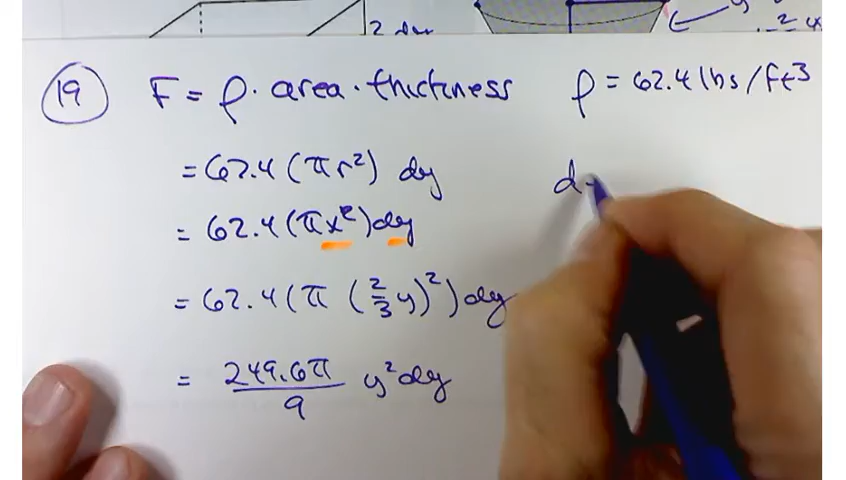 2
19 F = ρ · area · thickness ρ = 62.4 lbs/ft3
= 62.4 (πr²) dy
= 62.4 (πx²) dy
= 62.4 (π (2/3 y)²) dy
= 249.6π/9 y² dy